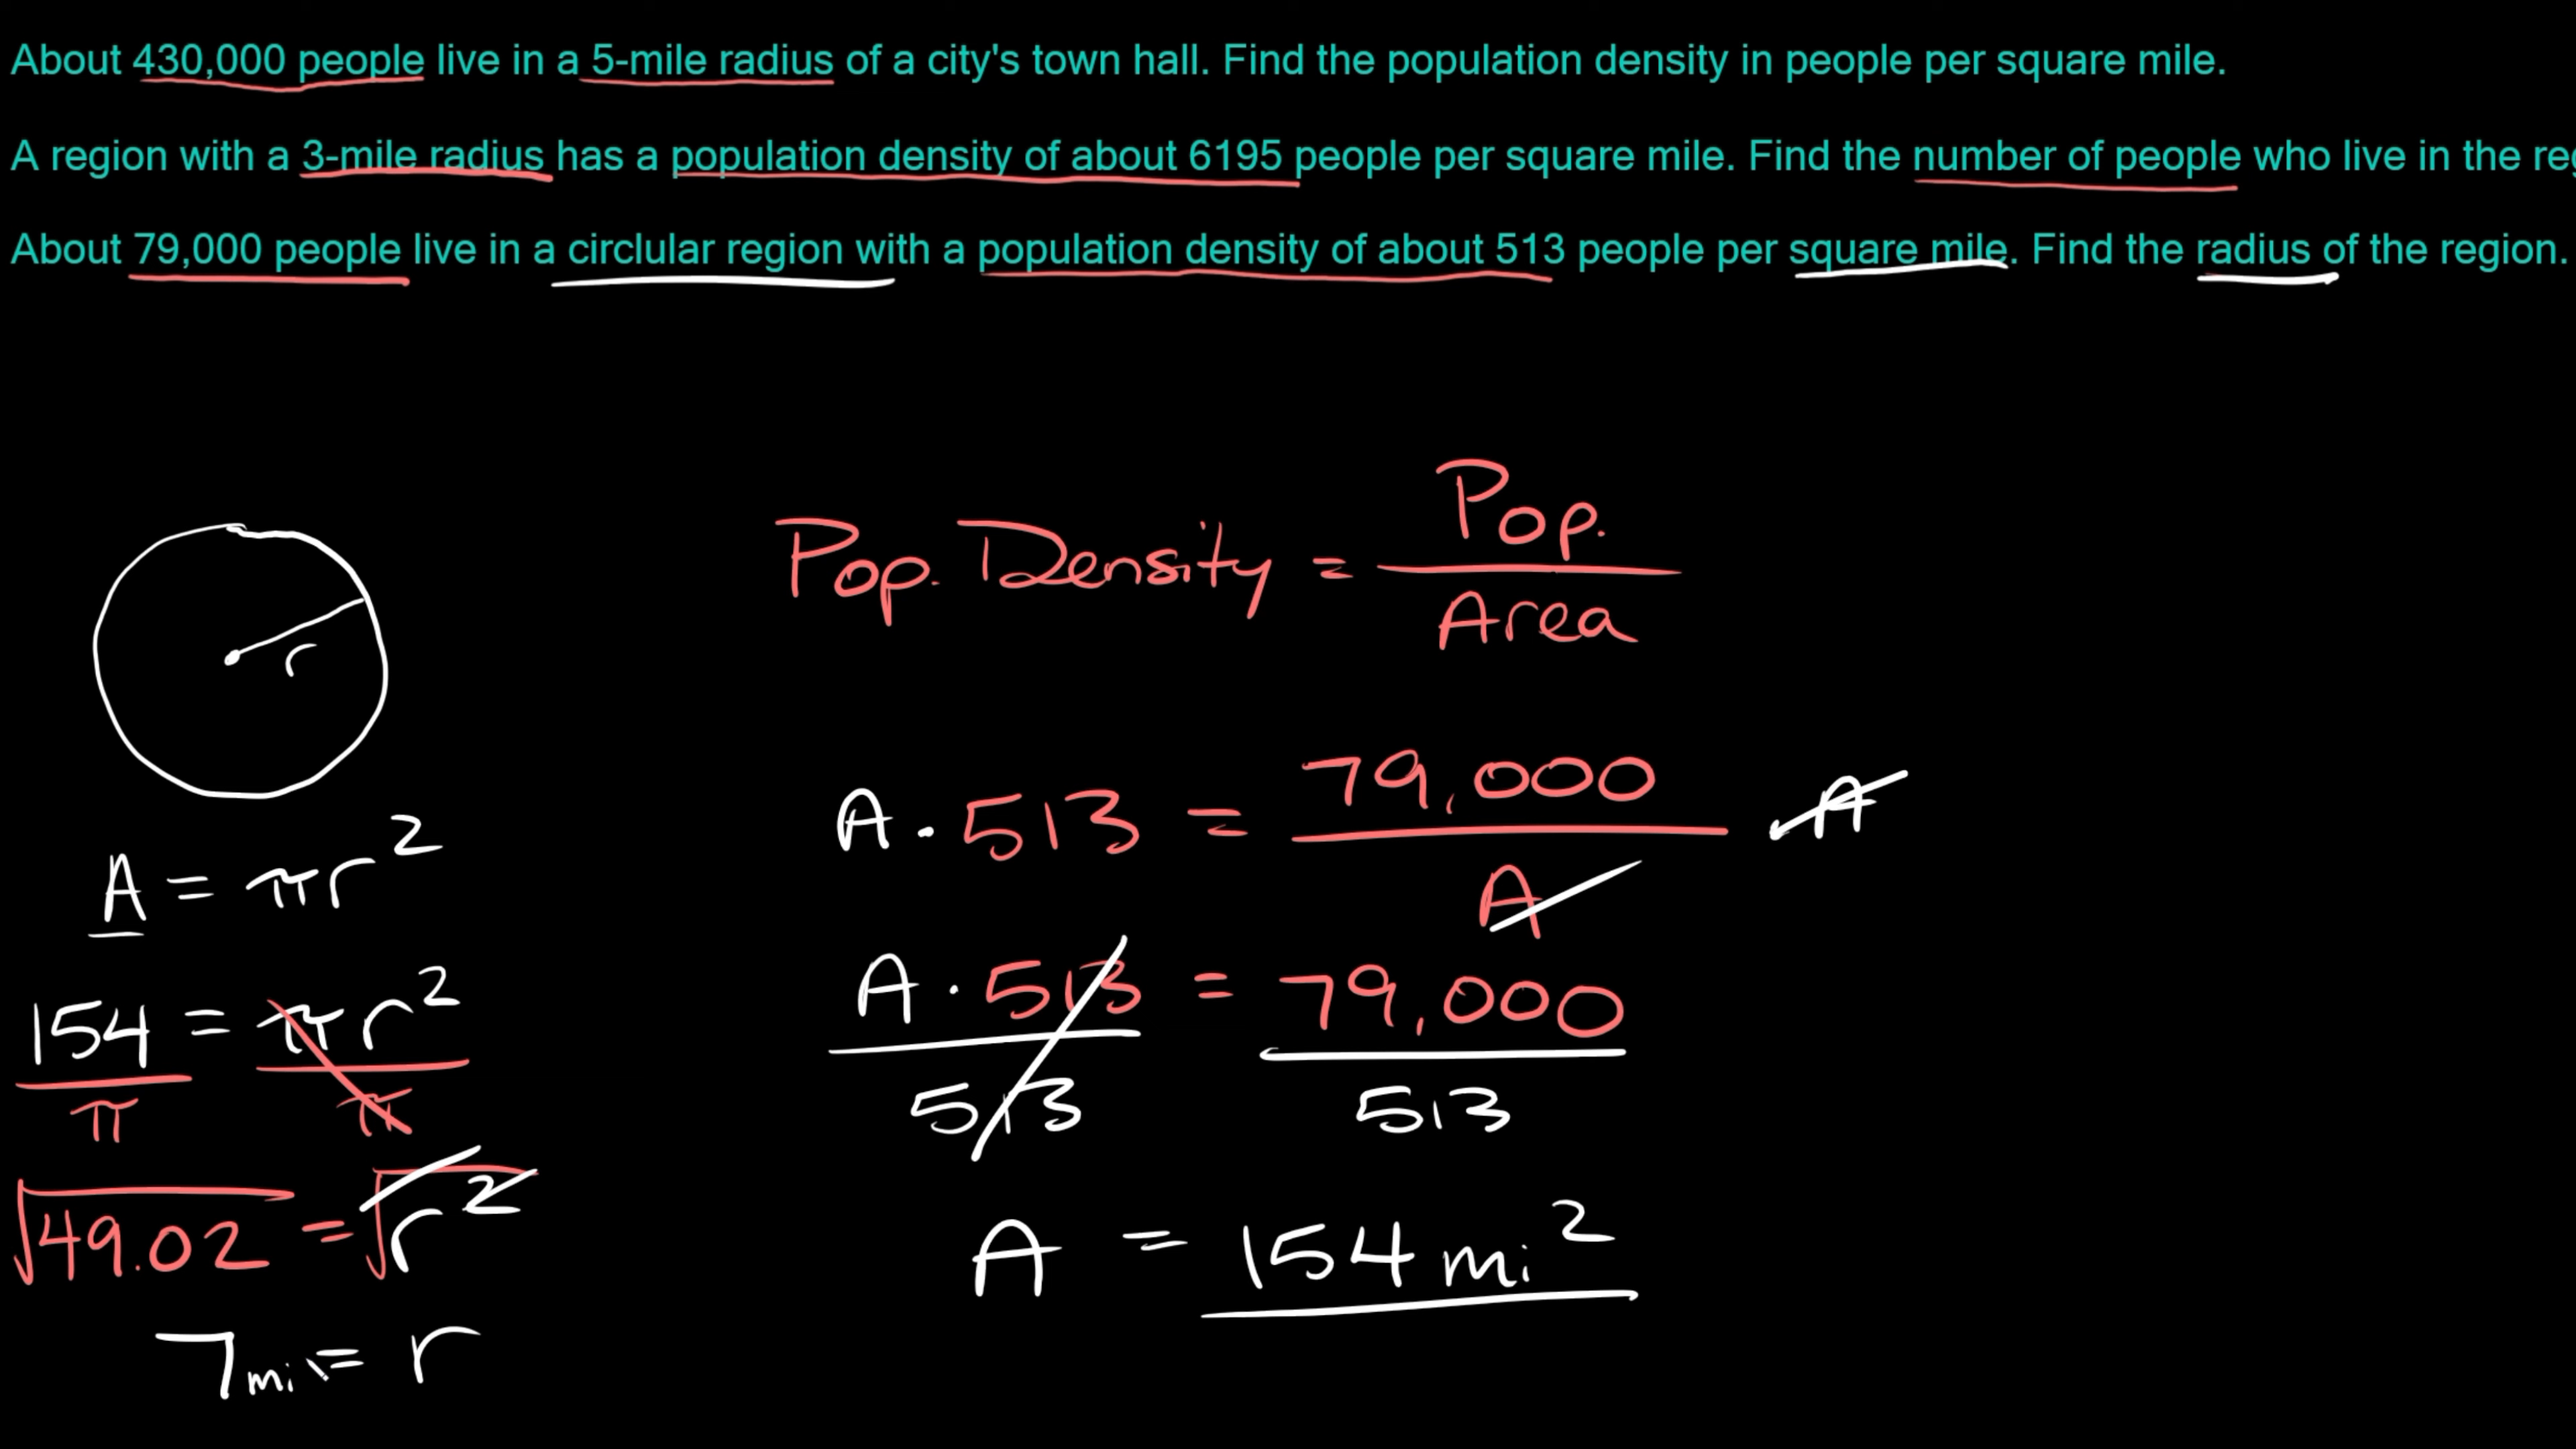 About 430,000 people live in a 5-mile radius of a city's town hall. Find the population density in people per square mile.
A region with a 3-mile radius has a population density of about 6195 people per square mile. Find the number of people who live in the reg
About 79,000 people live in a circlular region with a population density of about 513 people per square mile. Find the radius of the region.
r
A = πr²
154 = πr²
π π
√49.02 = √r²
7mi = r
Pop. Density = Pop.
Area
A · 513 = 79,000 A
A
A · 513 = 79,000
513 513
A = 154 mi²